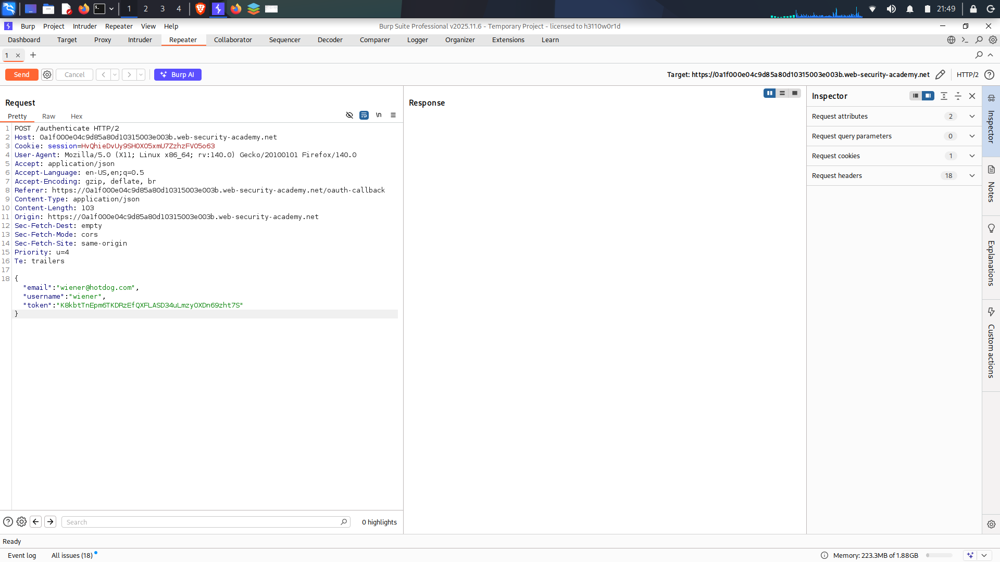 1 2 3 4 21:49
Burp Project Intruder Repeater View Help Burp Suite Professional v2025.11.6 - Temporary Project - licensed to h3110w0r1d
Dashboard Target Proxy Intruder Repeater Collaborator Sequencer Decoder Comparer Logger Organizer Extensions Learn
1 × +
Send Cancel < > Burp AI Target: https://0a1f000e04c9d85a80d10315003e003b.web-security-academy.net HTTP/2
Request
Pretty Raw Hex \n
1 POST /authenticate HTTP/2
2 Host: 0a1f000e04c9d85a80d10315003e003b.web-security-academy.net
3 Cookie: session=HvQhieDvUy9SH0XO5xmU7ZzhzFVO5o63
4 User-Agent: Mozilla/5.0 (X11; Linux x86_64; rv:140.0) Gecko/20100101 Firefox/140.0
5 Accept: application/json
6 Accept-Language: en-US,en;q=0.5
7 Accept-Encoding: gzip, deflate, br
8 Referer: https://0a1f000e04c9d85a80d10315003e003b.web-security-academy.net/oauth-callback
9 Content-Type: application/json
10 Content-Length: 103
11 Origin: https://0a1f000e04c9d85a80d10315003e003b.web-security-academy.net
12 Sec-Fetch-Dest: empty
13 Sec-Fetch-Mode: cors
14 Sec-Fetch-Site: same-origin
15 Priority: u=4
16 Te: trailers
17
18 {
"email":"wiener@hotdog.com",
"username":"wiener",
"token":"K8kbtTnEpm6TKDRzEfQXFLASD34uLmzyOXDn69zht7S"
}
Search 0 highlights
Response
Inspector
Request attributes 2
Request query parameters 0
Request cookies 1
Request headers 18
Inspector
Notes
Explanations
Custom actions
Ready
Event log All issues (18) Memory: 223.3MB of 1.88GB